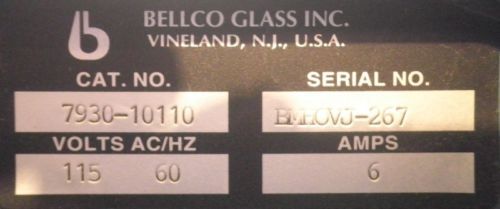 BELLCO GLASS INC.
VINELAND, N.J., U.S.A.
CAT. NO. SERIAL NO.
7930-10110
VOLTS AC/HZ AMPS
115 60 6